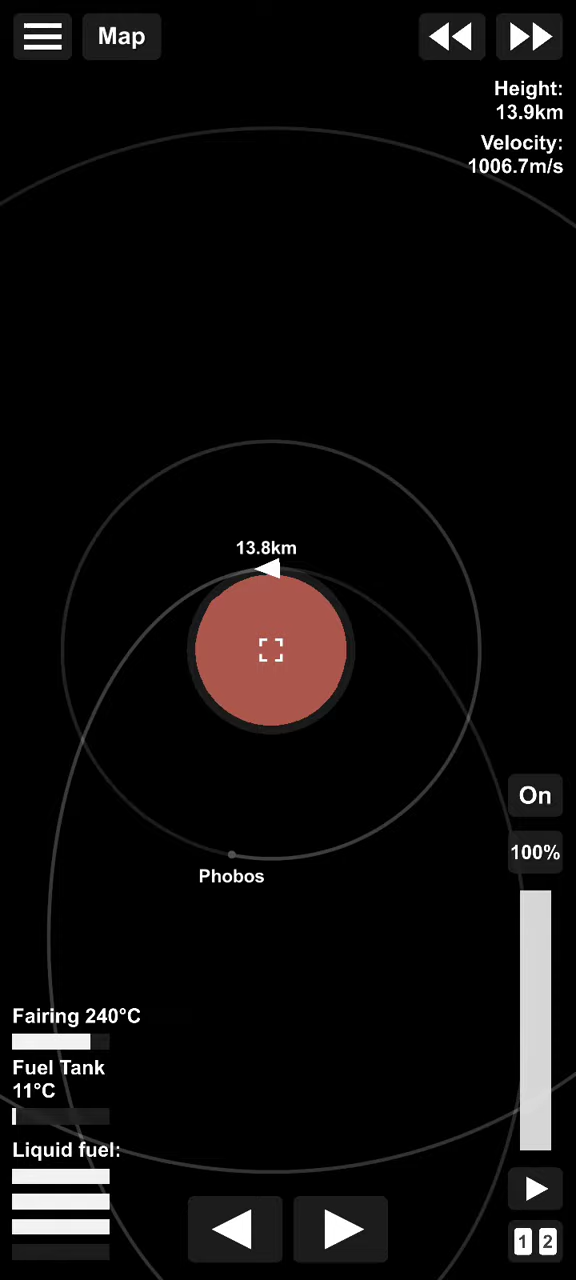 Map
Height:
13.9km
Velocity:
1006.7m/s
13.8km
Phobos
On
100%
Fairing 240°C
Fuel Tank
11°C
Liquid fuel:
1 2